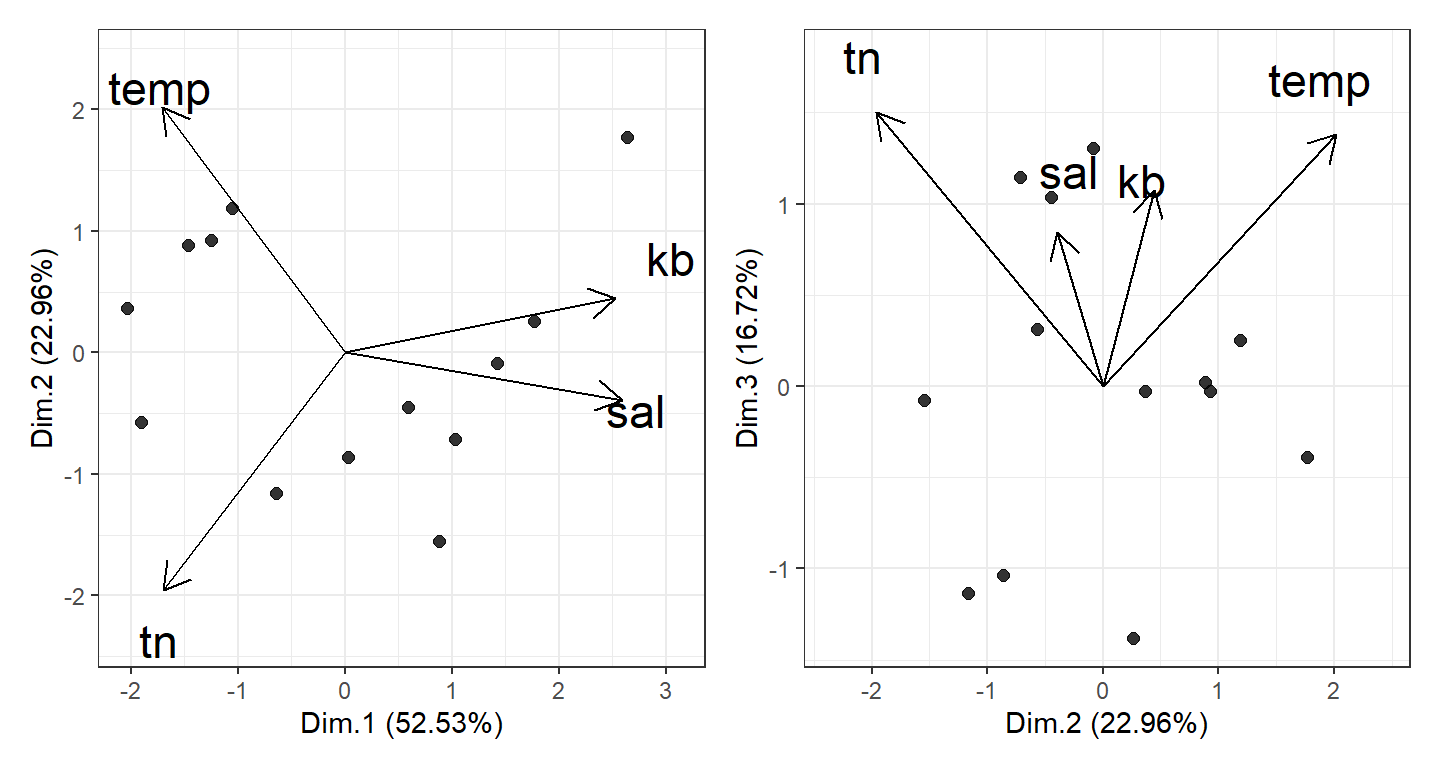 temp
kb
sal
tn
2
1
0
-1
-2
-2
-1
0
1
2
3
Dim.1 (52.53%)
Dim.2 (22.96%)
tn
temp
sal
kb
1
0
-1
-2
-1
0
1
2
Dim.2 (22.96%)
Dim.3 (16.72%)